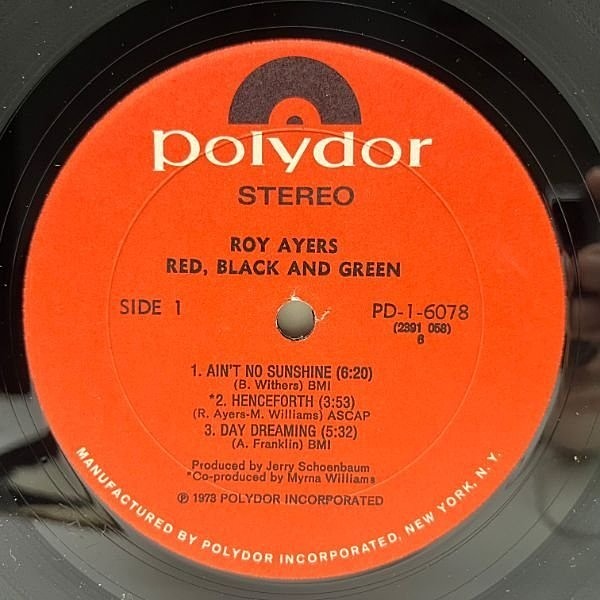 polydor
STEREO
ROY AYERS
RED, BLACK AND GREEN
SIDE 1
PD-1-6078
(2391 058)
6
1. AIN'T NO SUNSHINE (6:20)
(B. Withers) BMI
*2. HENCEFORTH (3:53)
(R. Ayers-M. Williams) ASCAP
3. DAY DREAMING (5:32)
(A. Franklin) BMI
Produced by Jerry Schoenbaum
*Co-produced by Myrna Williams
℗ 1973 POLYDOR INCORPORATED
MANUFACTURED BY POLYDOR INCORPORATED, NEW YORK, N. Y.